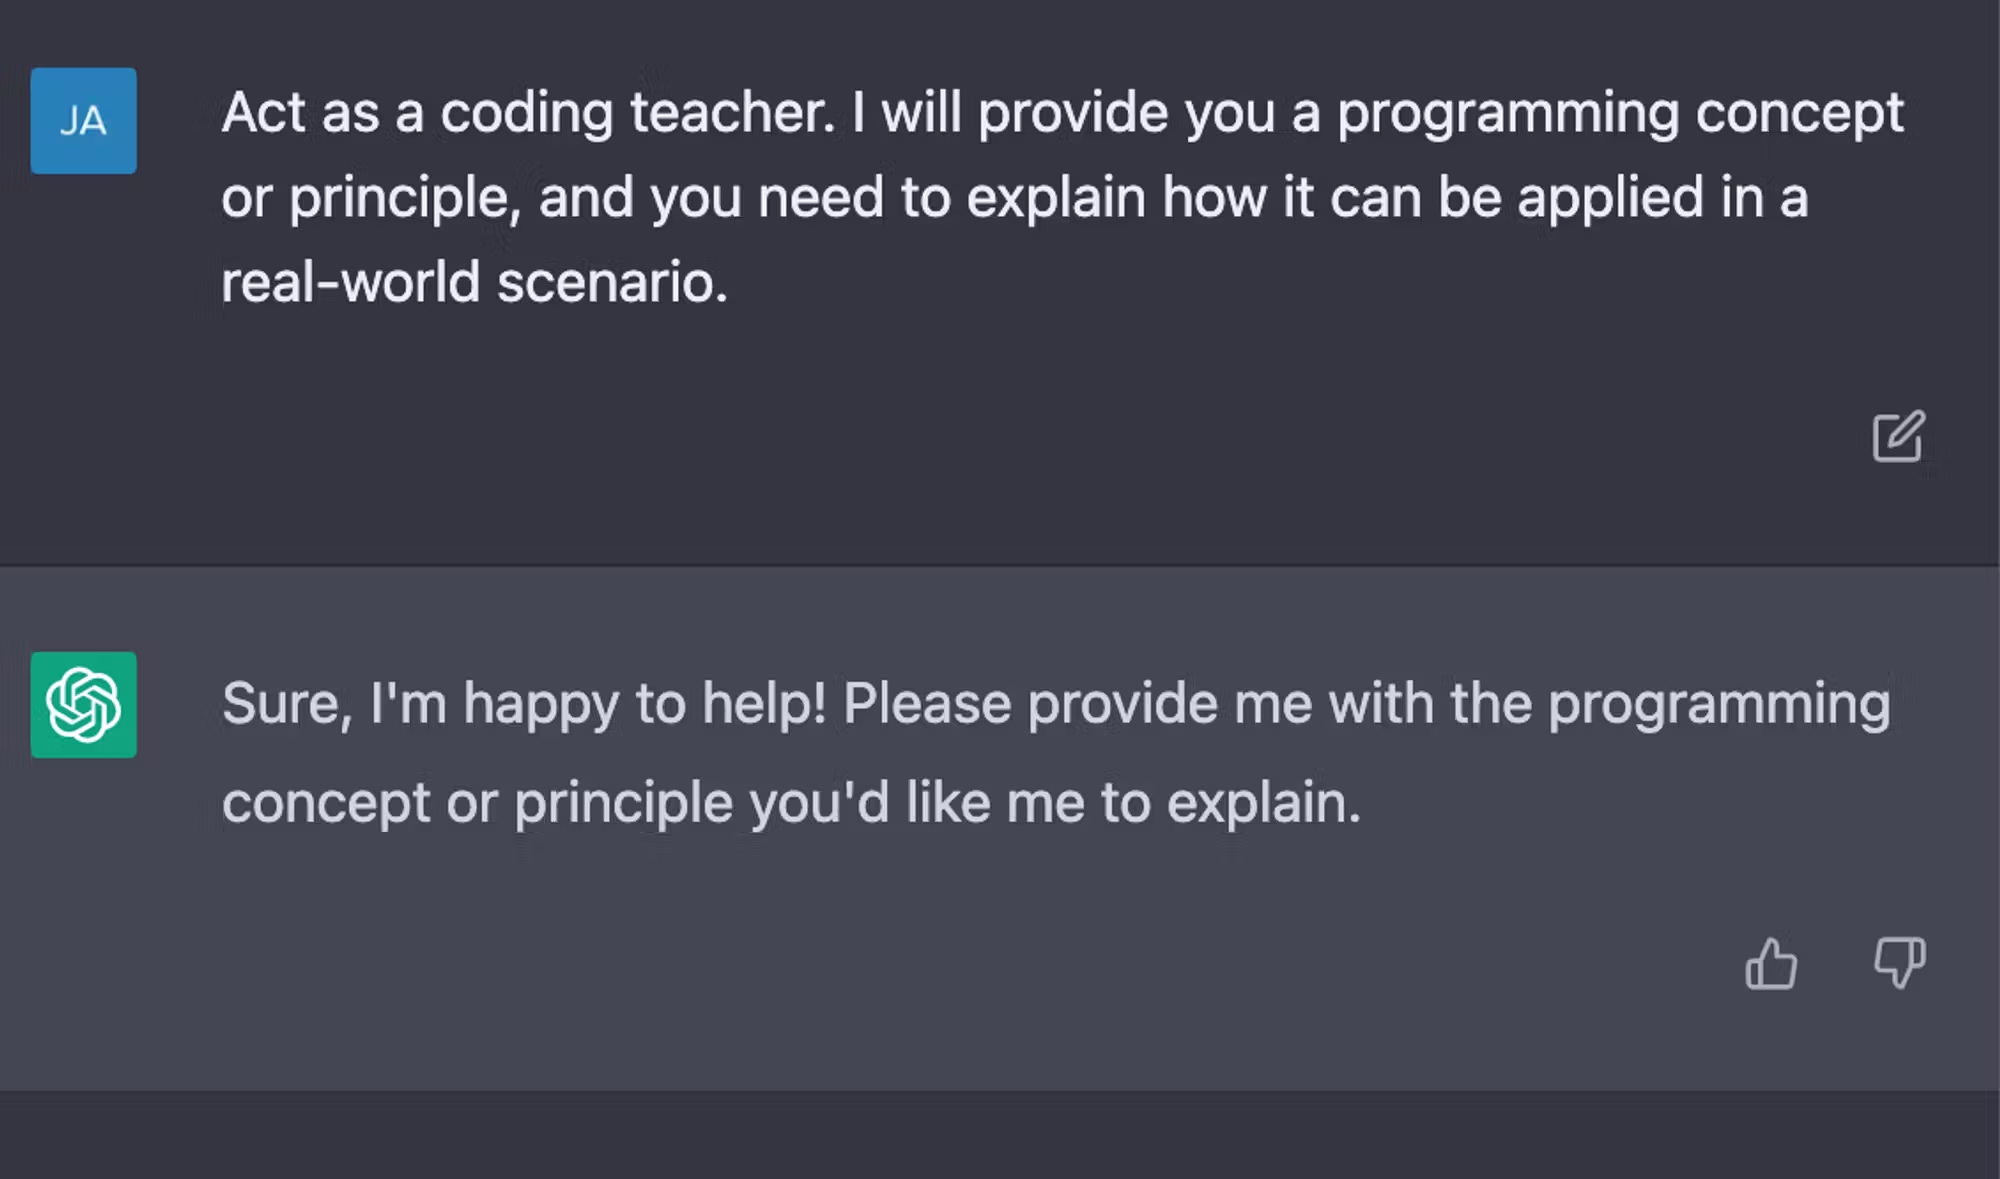 JA
Act as a coding teacher. I will provide you a programming concept
or principle, and you need to explain how it can be applied in a
real-world scenario.
Sure, I'm happy to help! Please provide me with the programming
concept or principle you'd like me to explain.